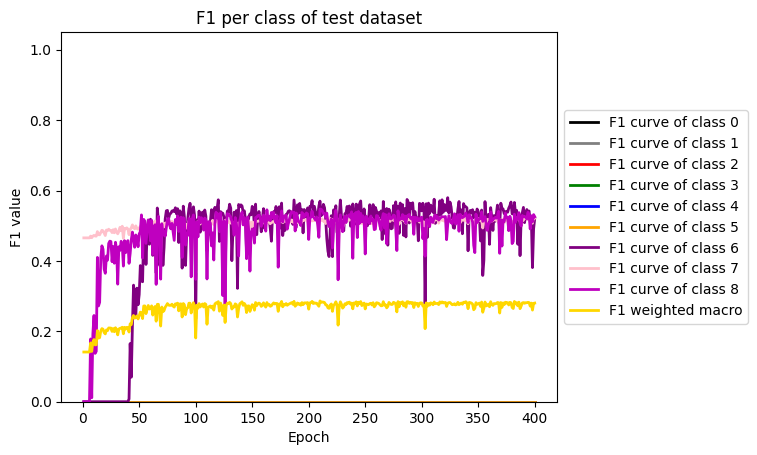 F1 per class of test dataset
F1 value
1.0
0.8
0.6
0.4
0.2
0.0
0
50
100
150
200
250
300
350
400
Epoch
F1 curve of class 0
F1 curve of class 1
F1 curve of class 2
F1 curve of class 3
F1 curve of class 4
F1 curve of class 5
F1 curve of class 6
F1 curve of class 7
F1 curve of class 8
F1 weighted macro